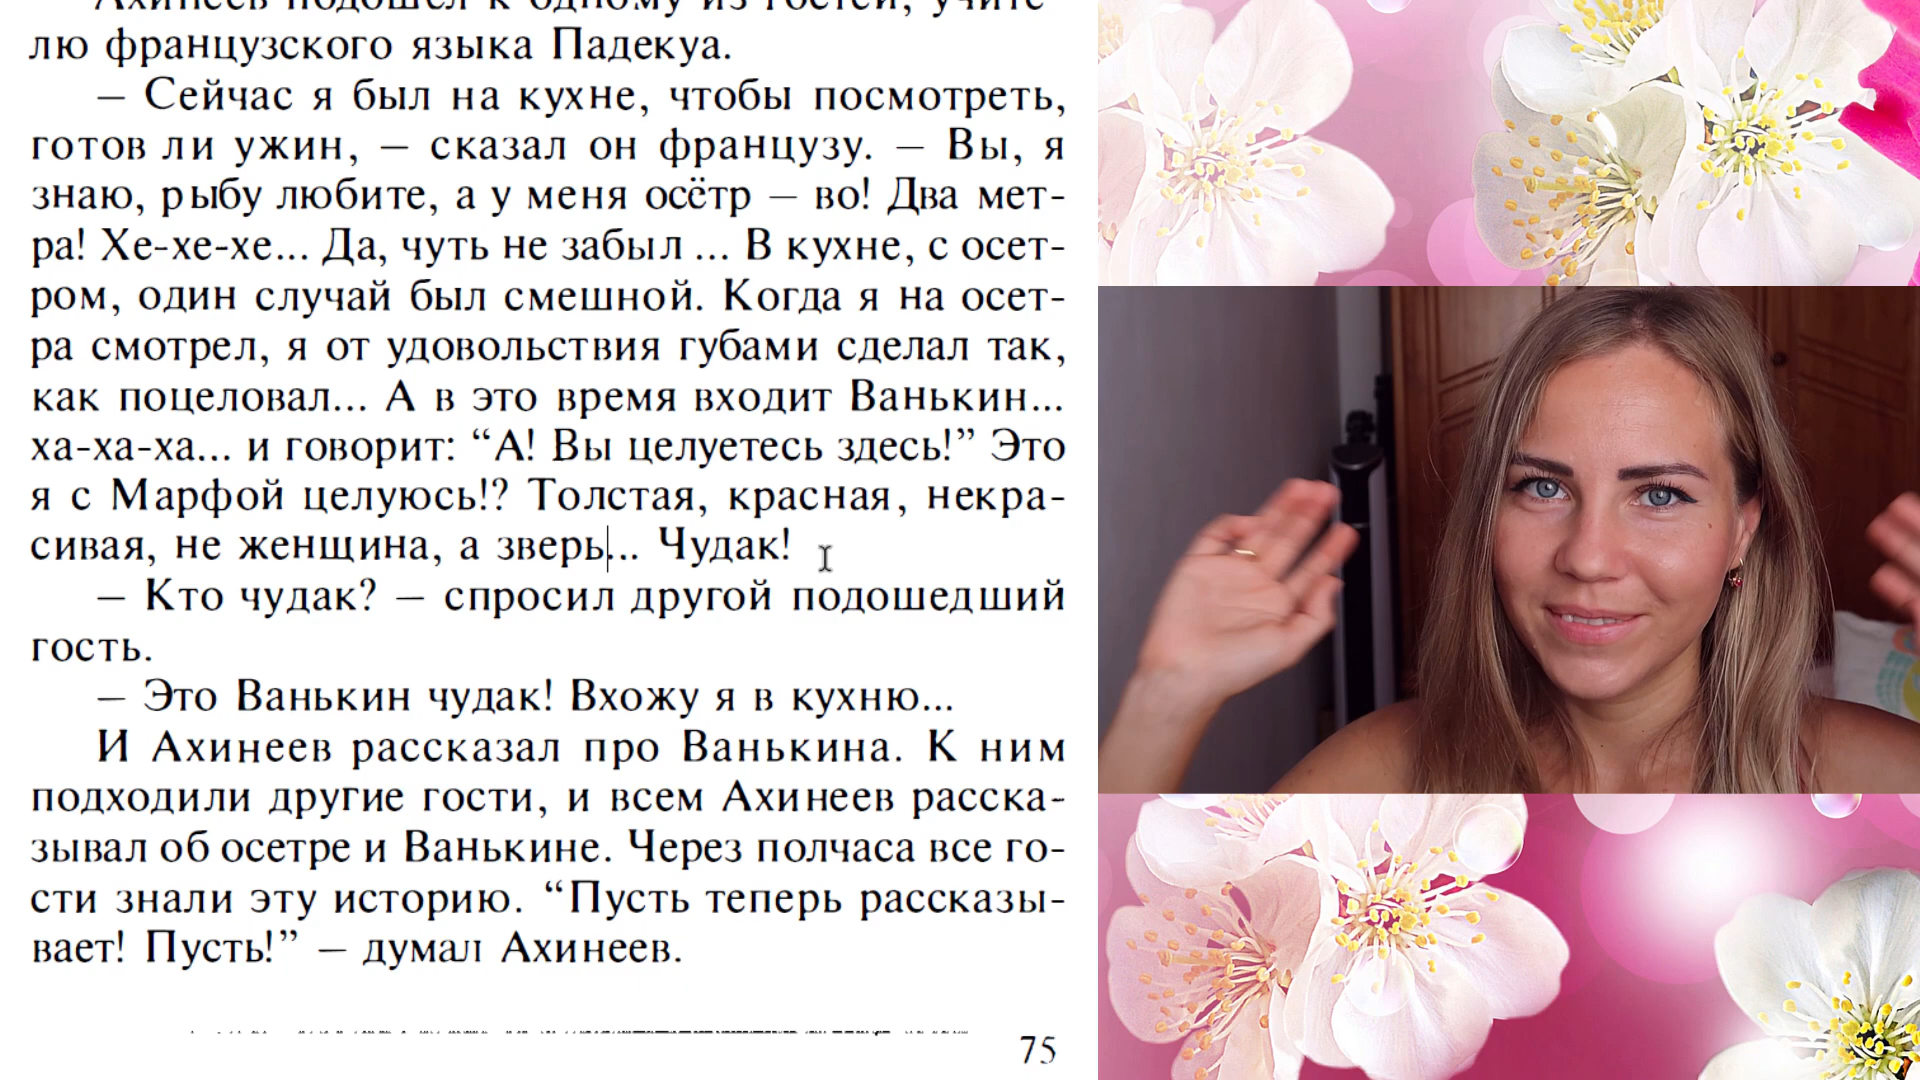 Ахинеев подошел к одному из гостей, учите-
лю французского языка Падекуа.
— Сейчас я был на кухне, чтобы посмотреть,
готов ли ужин, — сказал он французу. — Вы, я
знаю, рыбу любите, а у меня осётр — во! Два мет-
ра! Хе-хе-хе... Да, чуть не забыл ... В кухне, с осет-
ром, один случай был смешной. Когда я на осет-
ра смотрел, я от удовольствия губами сделал так,
как поцеловал... А в это время входит Ванькин...
ха-ха-ха... и говорит: “А! Вы целуетесь здесь!” Это
я с Марфой целуюсь!? Толстая, красная, некра-
сивая, не женщина, а зверь... Чудак!
— Кто чудак? — спросил другой подошедший
гость.
— Это Ванькин чудак! Вхожу я в кухню...
И Ахинеев рассказал про Ванькина. К ним
подходили другие гости, и всем Ахинеев расска-
зывал об осетре и Ванькине. Через полчаса все го-
сти знали эту историю. “Пусть теперь рассказы-
вает! Пусть!” — думал Ахинеев.
75